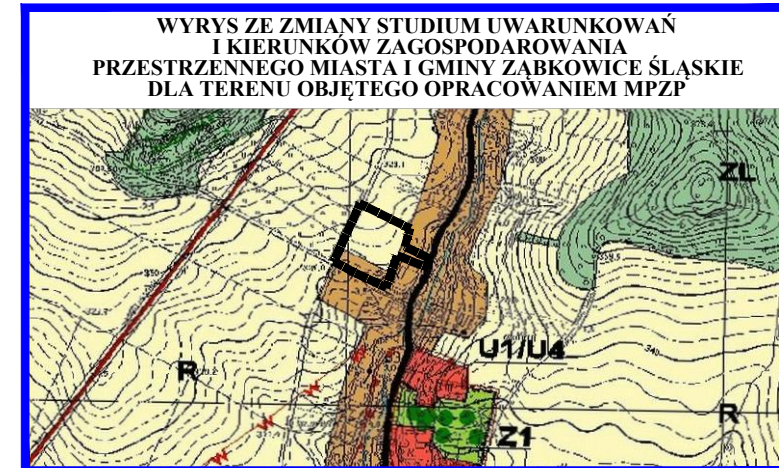 WYRYS ZE ZMIANY STUDIUM UWARUNKOWAŃ
I KIERUNKÓW ZAGOSPODAROWANIA
PRZESTRZENNEGO MIASTA I GMINY ZĄBKOWICE ŚLĄSKIE
DLA TERENU OBJĘTEGO OPRACOWANIEM MPZP
ZL
U1/U4
R
R
Z1
W
W
W